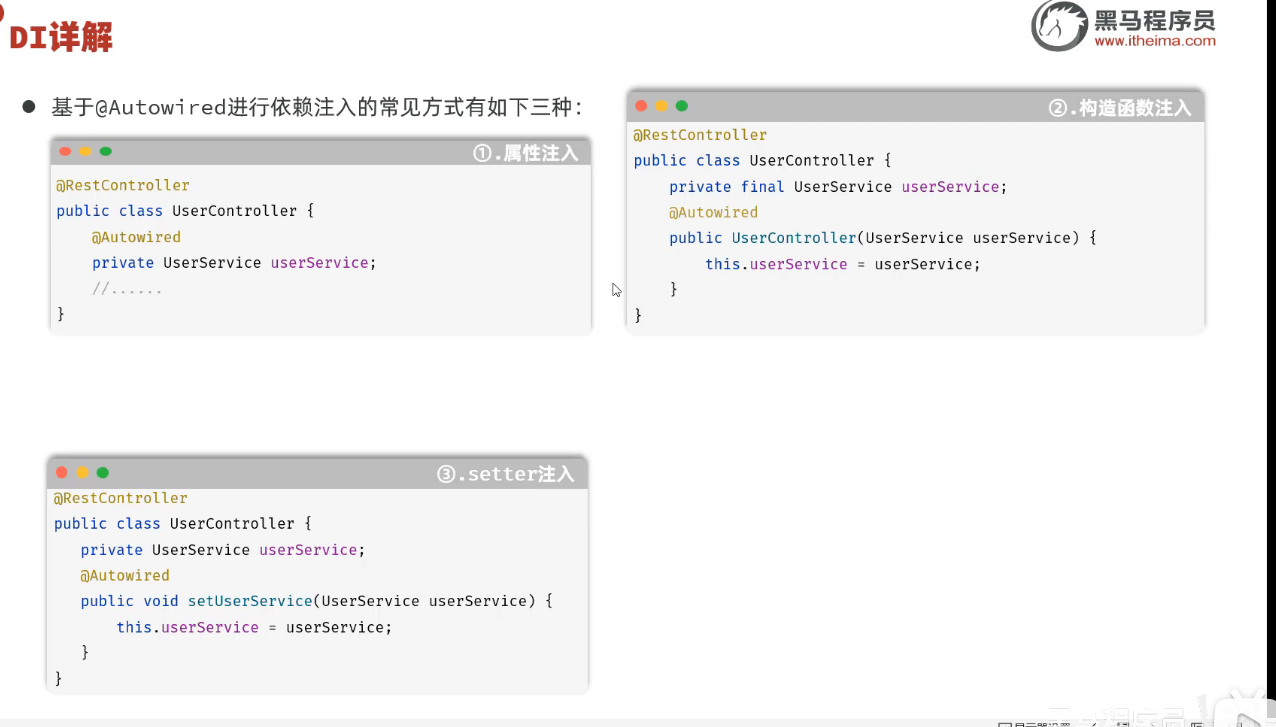 DI详解
黑马程序员
www.itheima.com
基于@Autowired进行依赖注入的常见方式有如下三种:
①.属性注入
@RestController
public class UserController {
@Autowired
private UserService userService;
//......
}
②.构造函数注入
@RestController
public class UserController {
private final UserService userService;
@Autowired
public UserController(UserService userService) {
this.userService = userService;
}
}
③.setter注入
@RestController
public class UserController {
private UserService userService;
@Autowired
public void setUserService(UserService userService) {
this.userService = userService;
}
}